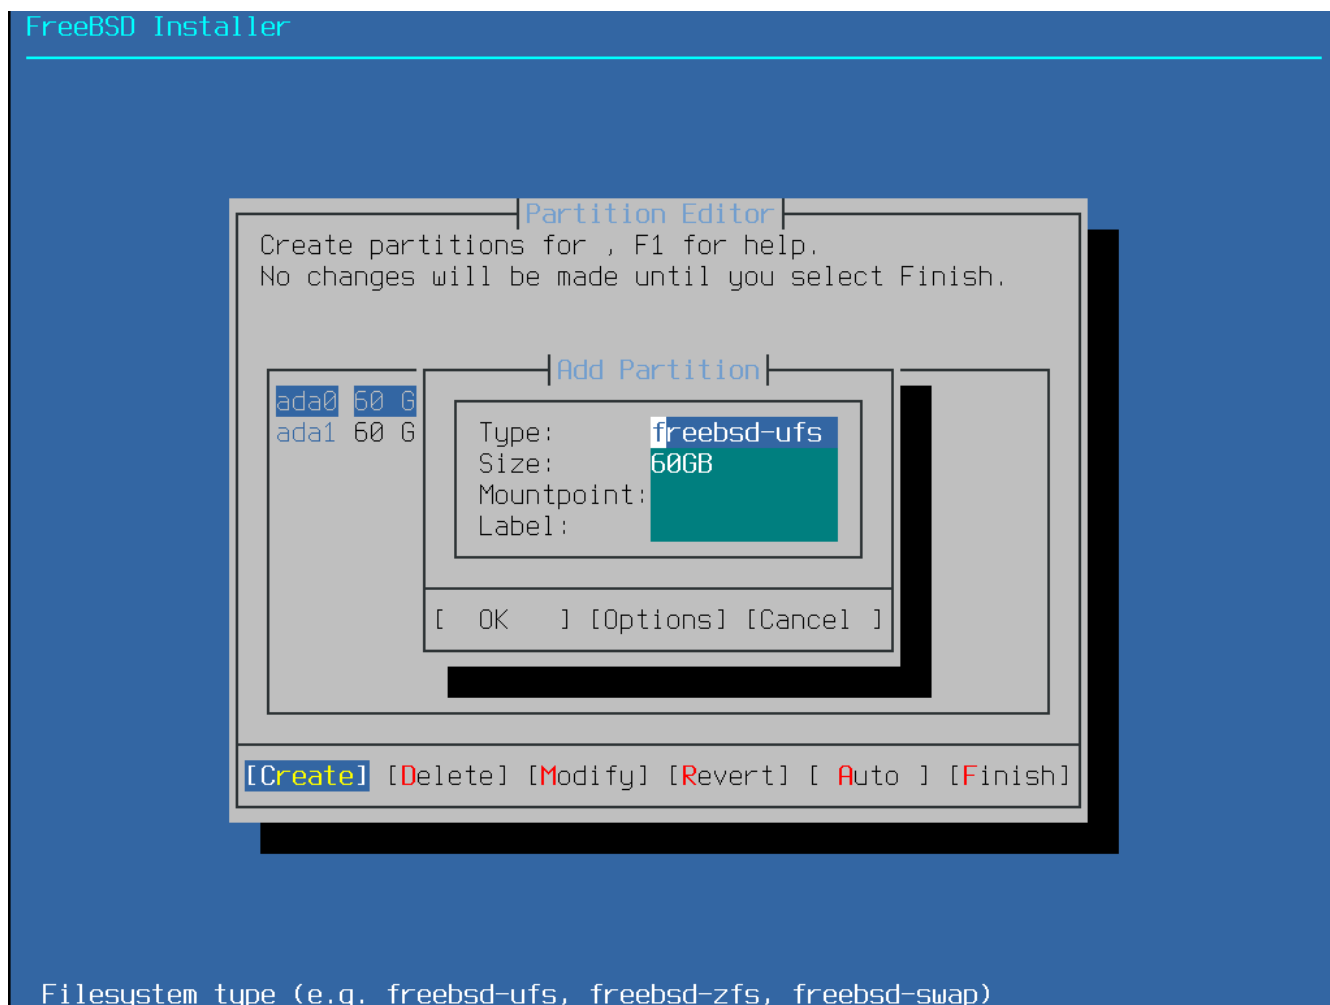 FreeBSD Installer
Partition Editor
Create partitions for , F1 for help.
No changes will be made until you select Finish.
Add Partition
ada0 60 G
ada1 60 G
Type: freebsd-ufs
Size: 60GB
Mountpoint:
Label:
[ OK ] [Options] [Cancel ]
[Create] [Delete] [Modify] [Revert] [ Auto ] [Finish]
Filesystem type (e.g. freebsd-ufs, freebsd-zfs, freebsd-swap)